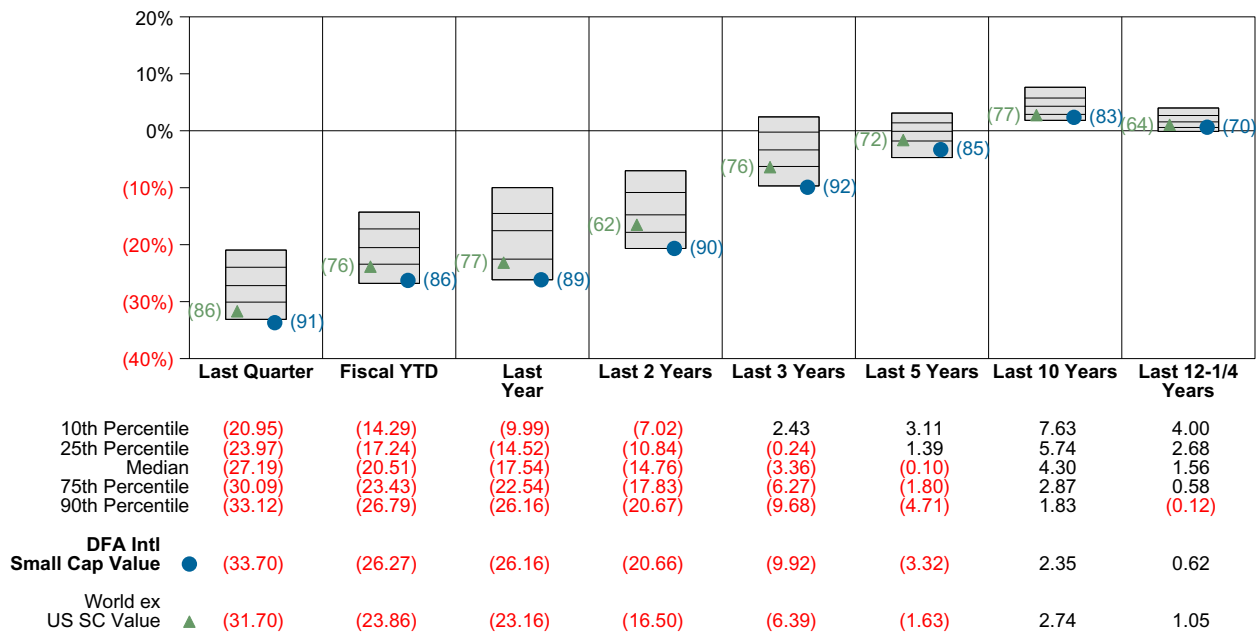 20%
10%
0%
(10%)
(20%)
(30%)
(40%)
(86) (91)
(76) (86)
(77) (89)
(62) (90)
(76) (92)
(72) (85)
(77) (83)
(64) (70)
Last Quarter Fiscal YTD Last Last 2 Years Last 3 Years Last 5 Years Last 10 Years Last 12-1/4
Year Years
10th Percentile (20.95) (14.29) (9.99) (7.02) 2.43 3.11 7.63 4.00
25th Percentile (23.97) (17.24) (14.52) (10.84) (0.24) 1.39 5.74 2.68
Median (27.19) (20.51) (17.54) (14.76) (3.36) (0.10) 4.30 1.56
75th Percentile (30.09) (23.43) (22.54) (17.83) (6.27) (1.80) 2.87 0.58
90th Percentile (33.12) (26.79) (26.16) (20.67) (9.68) (4.71) 1.83 (0.12)
DFA Intl
Small Cap Value (33.70) (26.27) (26.16) (20.66) (9.92) (3.32) 2.35 0.62
World ex
US SC Value (31.70) (23.86) (23.16) (16.50) (6.39) (1.63) 2.74 1.05